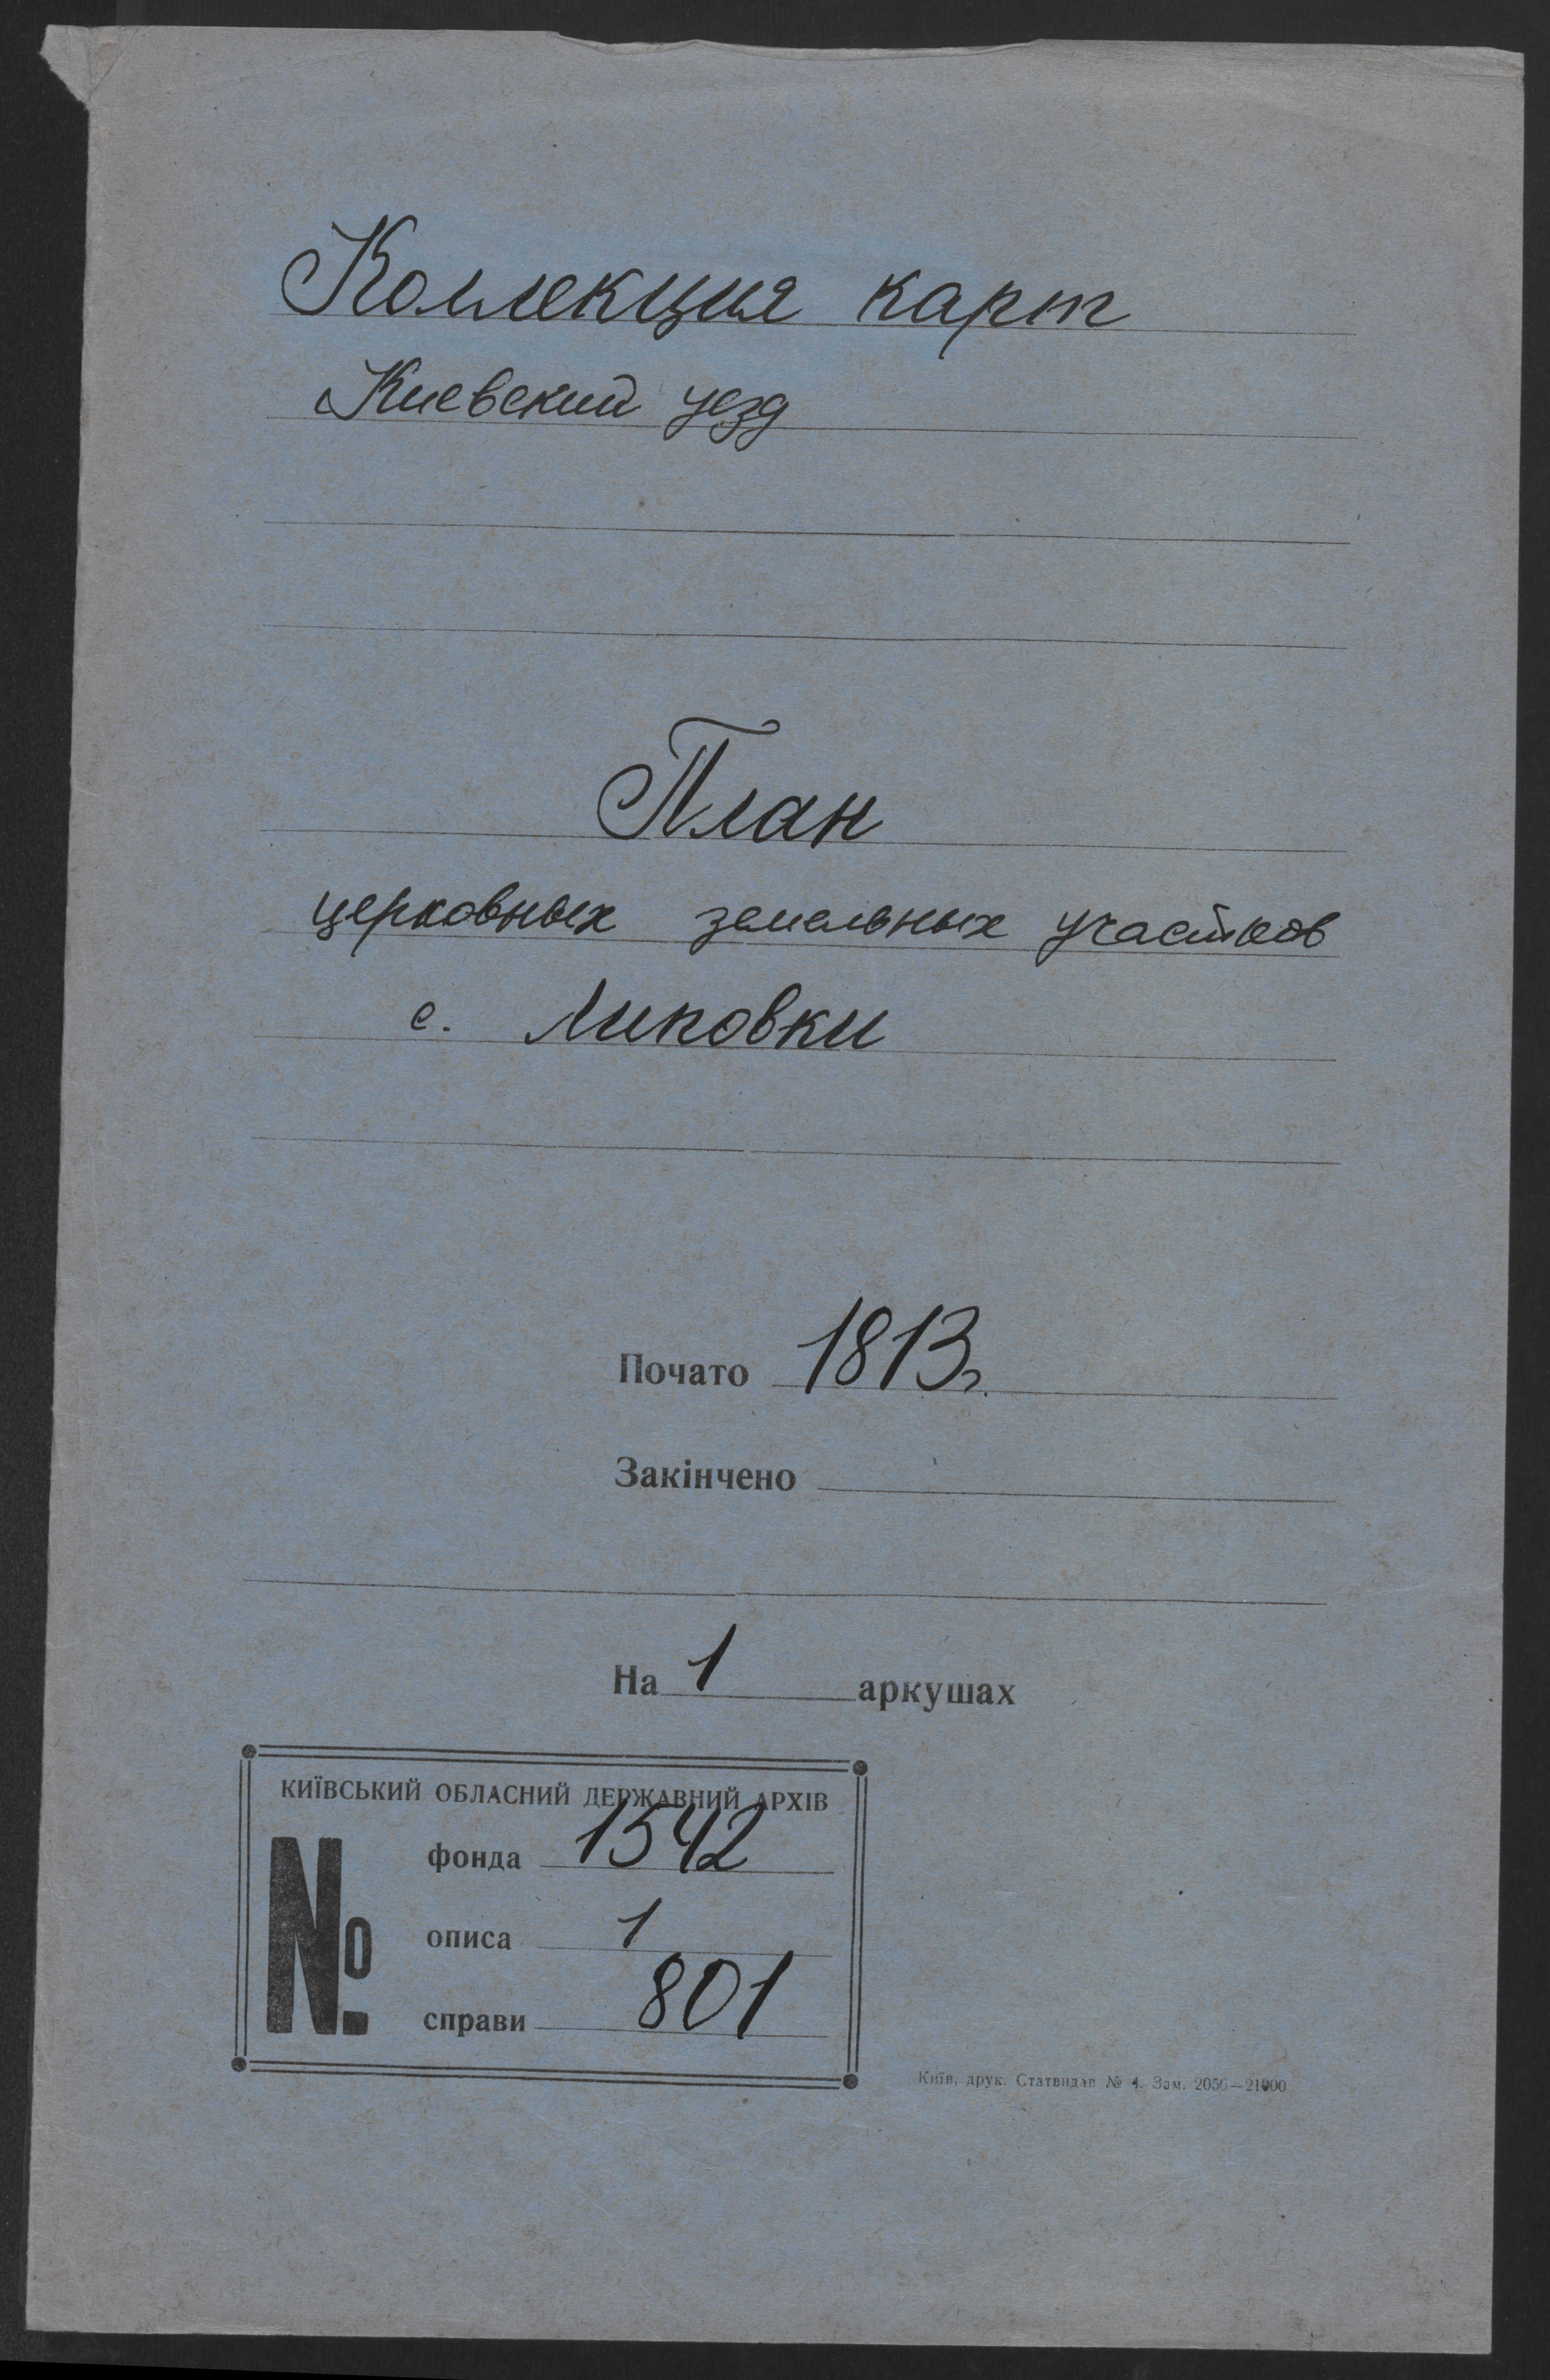 Коллекция карт
Киевский уезд
План
церковных земельных участков
с. Липовки
Почато 1813 г.
Закінчено
На 1 аркушах
КИЇВСЬКИЙ ОБЛАСНИЙ ДЕРЖАВНИЙ АРХІВ
№
фонда 1542
описа 1
справи 801
Київ, друк. Статвидав № 4. Зам. 2056—21000